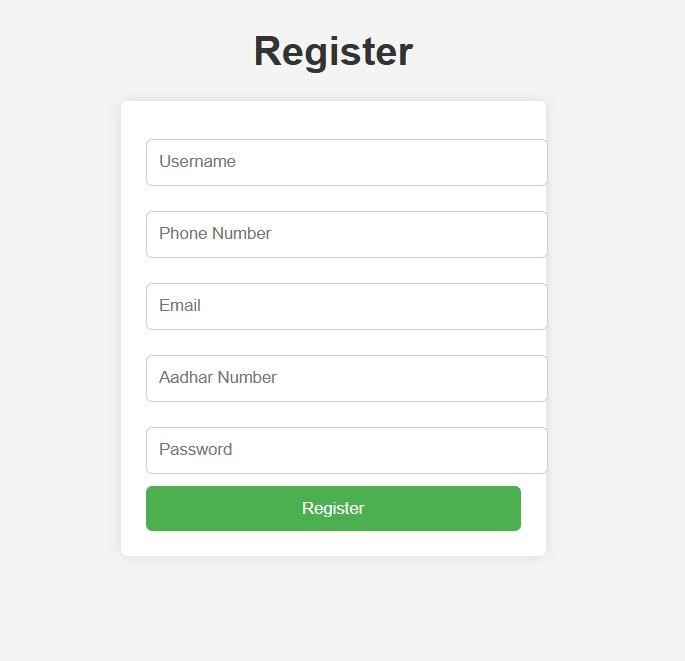 Register
Username
Phone Number
Email
Aadhar Number
Password
Register